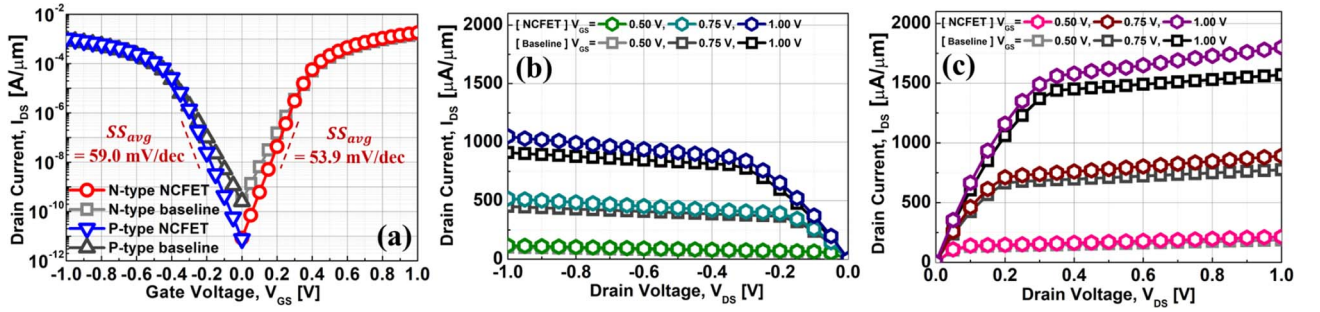 (a)
Drain Current, I_DS [A/μm]
10^-2
10^-4
10^-6
10^-8
10^-10
10^-12
SS_avg
= 59.0 mV/dec
SS_avg
= 53.9 mV/dec
N-type NCFET
N-type baseline
P-type NCFET
P-type baseline
-1.0 -0.8 -0.6 -0.4 -0.2 0.0 0.2 0.4 0.6 0.8 1.0
Gate Voltage, V_GS [V]
(b)
Drain Current, I_DS [μA/μm]
2000
1500
1000
500
0
[ NCFET ] V_GS= 0.50 V, 0.75 V, 1.00 V
[Baseline] V_GS= 0.50 V, 0.75 V, 1.00 V
-1.0 -0.8 -0.6 -0.4 -0.2 0.0
Drain Voltage, V_DS [V]
(c)
Drain Current, I_DS [μA/μm]
2000
1500
1000
500
0
[ NCFET ] V_GS= 0.50 V, 0.75 V, 1.00 V
[Baseline] V_GS= 0.50 V, 0.75 V, 1.00 V
0.0 0.2 0.4 0.6 0.8 1.0
Drain Voltage, V_DS [V]